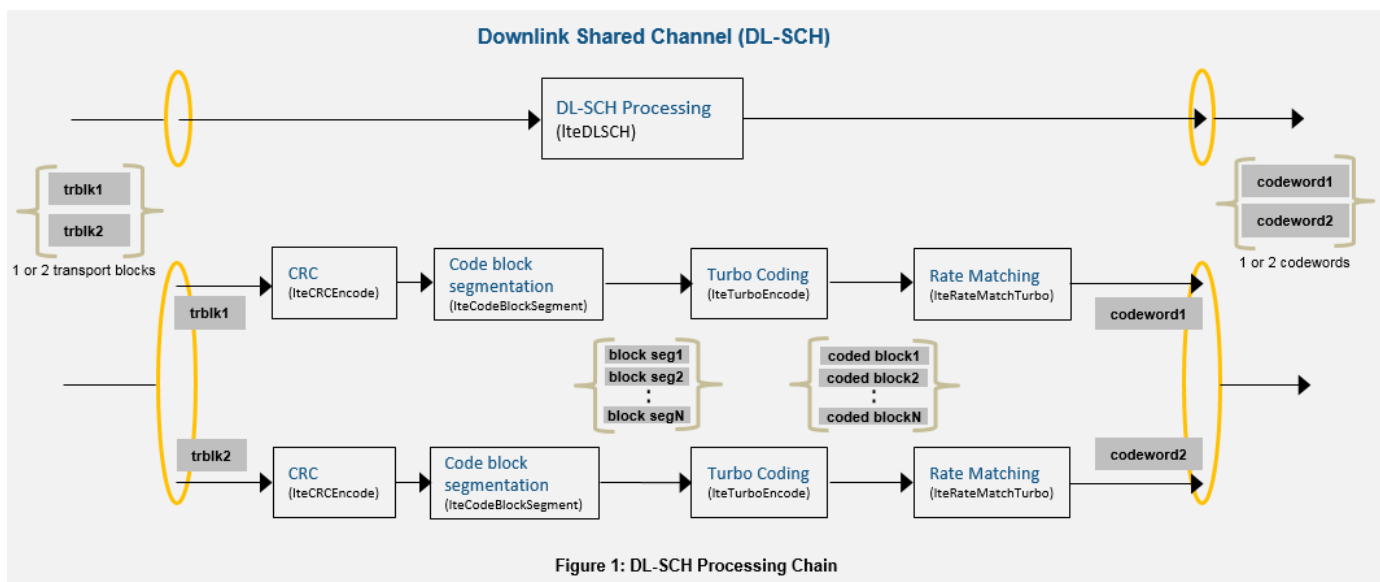 Downlink Shared Channel (DL-SCH)
DL-SCH Processing
(lteDLSCH)
trblk1
trblk2
1 or 2 transport blocks
codeword1
codeword2
1 or 2 codewords
CRC
(lteCRCEncode)
Code block
segmentation
(lteCodeBlockSegment)
Turbo Coding
(lteTurboEncode)
Rate Matching
(lteRateMatchTurbo)
trblk1
codeword1
block seg1
block seg2
⋮
block segN
coded block1
coded block2
⋮
coded blockN
trblk2
codeword2
CRC
(lteCRCEncode)
Code block
segmentation
(lteCodeBlockSegment)
Turbo Coding
(lteTurboEncode)
Rate Matching
(lteRateMatchTurbo)
Figure 1: DL-SCH Processing Chain